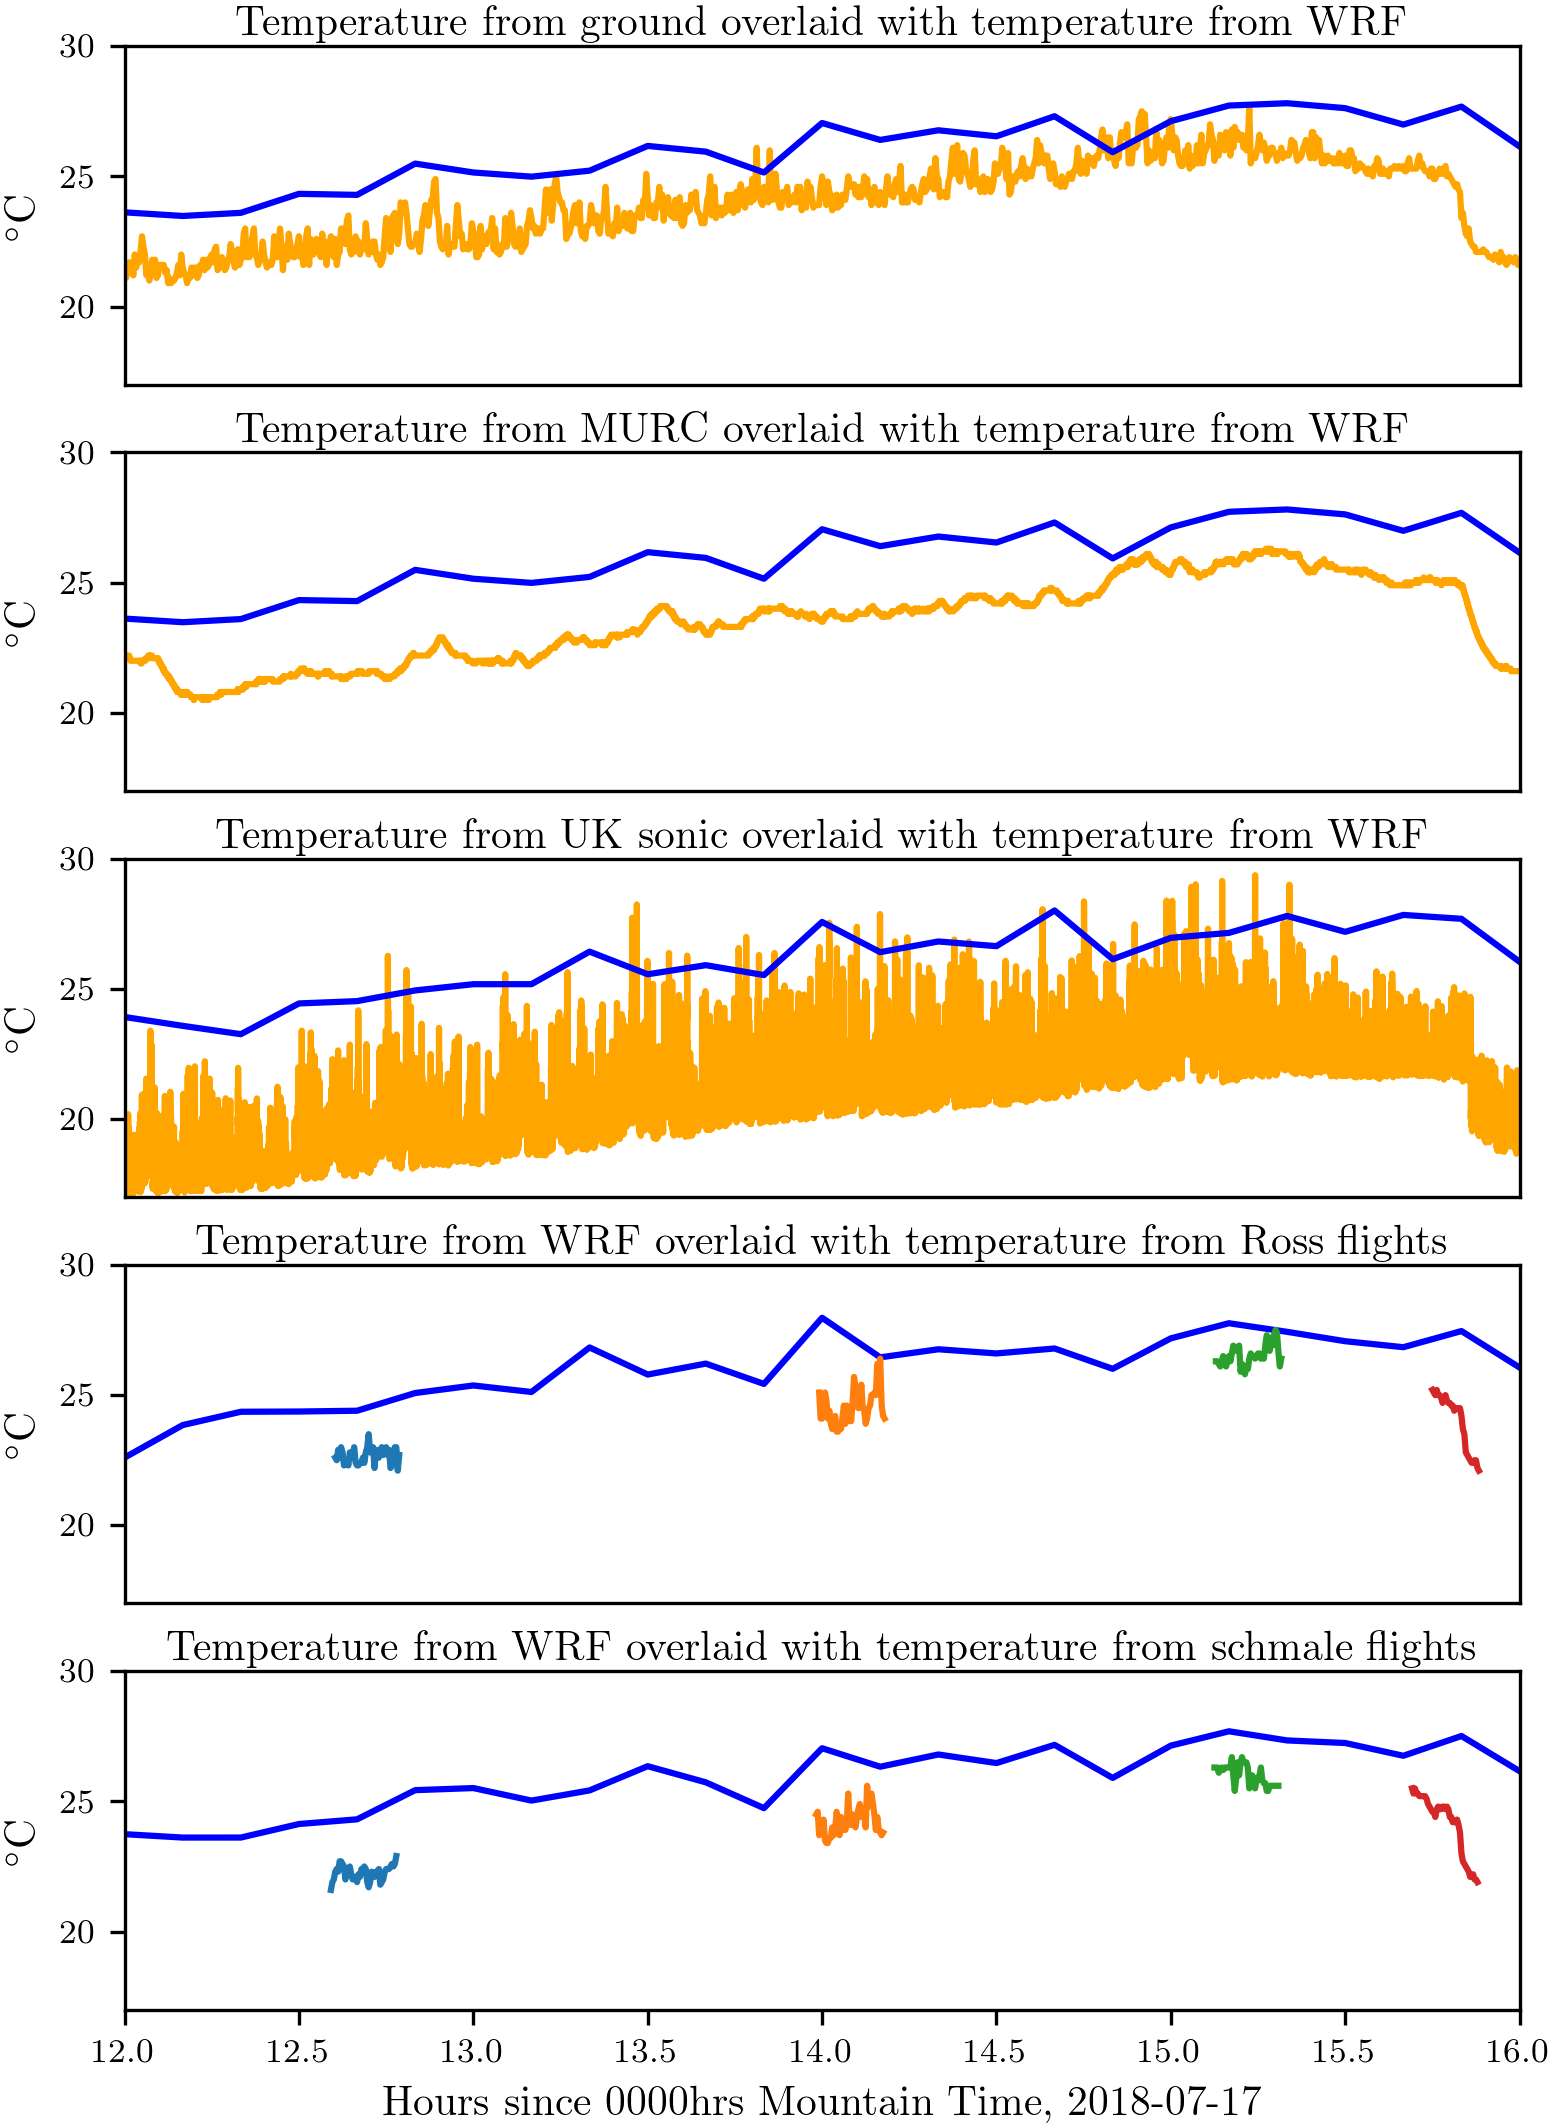 Temperature from ground overlaid with temperature from WRF
30
25
20
°C
Temperature from MURC overlaid with temperature from WRF
30
25
20
°C
Temperature from UK sonic overlaid with temperature from WRF
30
25
20
°C
Temperature from WRF overlaid with temperature from Ross flights
30
25
20
°C
Temperature from WRF overlaid with temperature from schmale flights
30
25
20
°C
12.0 12.5 13.0 13.5 14.0 14.5 15.0 15.5 16.0
Hours since 0000hrs Mountain Time, 2018-07-17